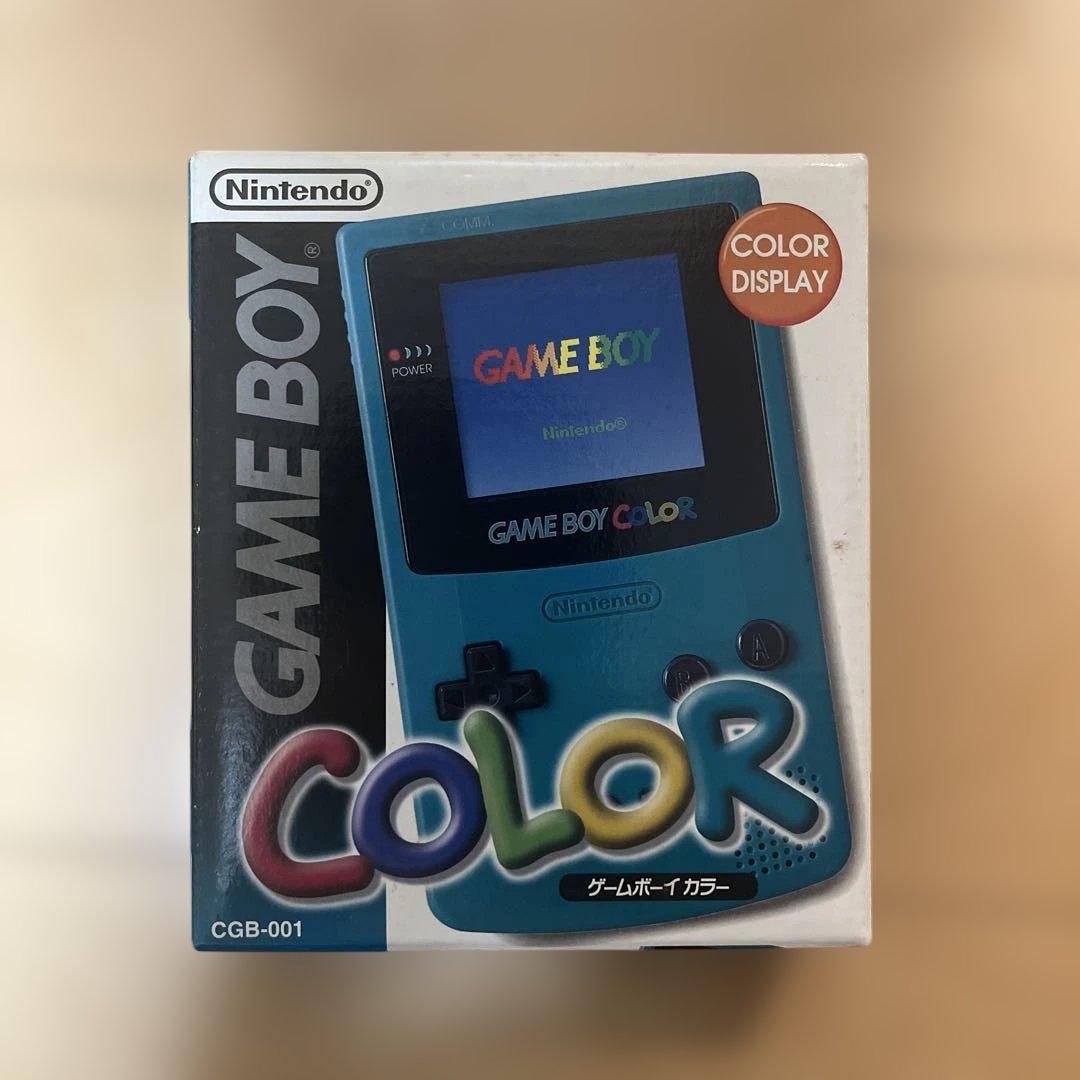 Nintendo®
GAME BOY®
COMM.
COLOR
DISPLAY
POWER
GAME BOY
Nintendo®
GAME BOY COLOR
Nintendo
A
B
COLOR
ゲームボーイカラー
CGB-001